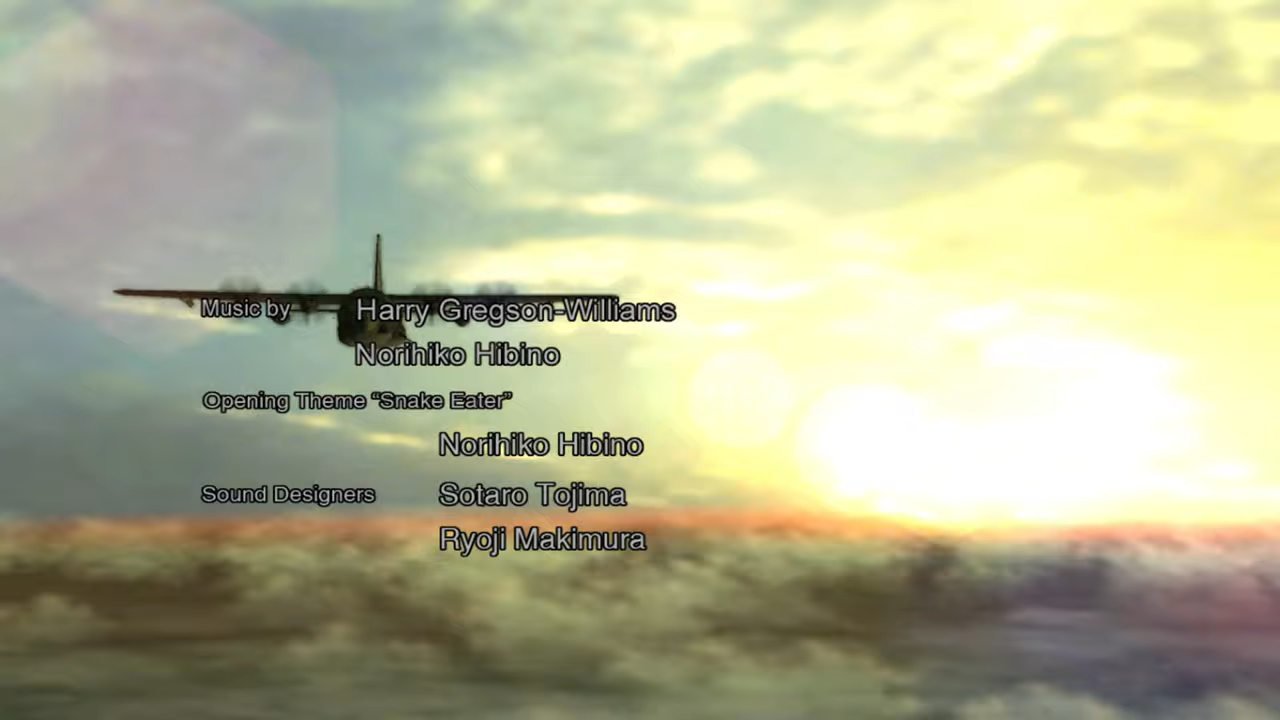 Music by Harry Gregson-Williams
Norihiko Hibino
Opening Theme “Snake Eater”
Norihiko Hibino
Sound Designers Sotaro Tojima
Ryoji Makimura